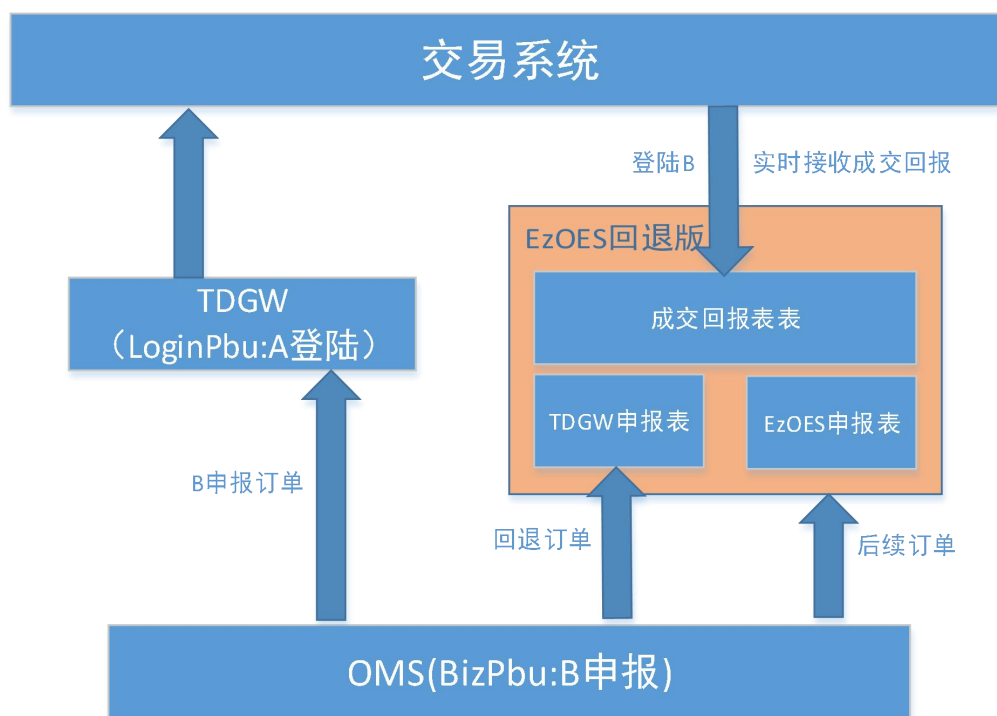 交易系统
登陆B
实时接收成交回报
EzOES回退版
TDGW
（LoginPbu:A登陆）
成交回报表表
TDGW申报表
EzOES申报表
B申报订单
回退订单
后续订单
OMS(BizPbu:B申报)